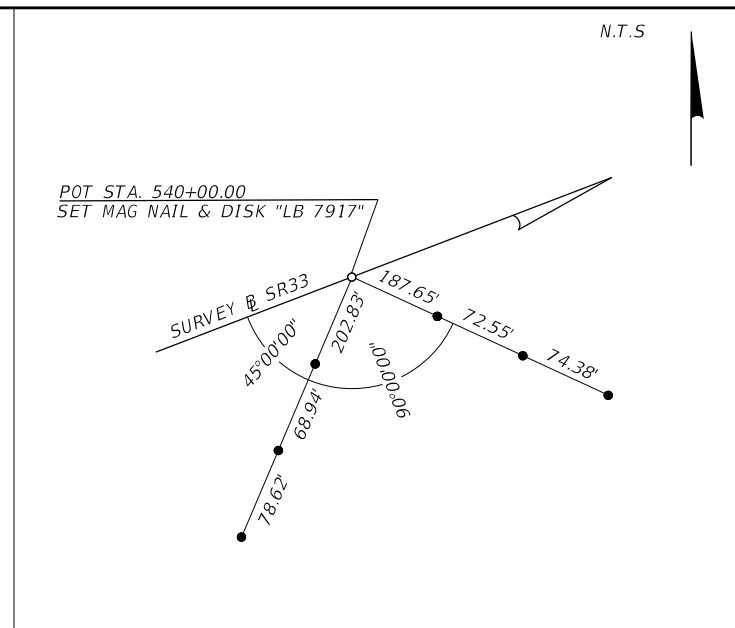 N.T.S
POT STA. 540+00.00
SET MAG NAIL & DISK "LB 7917"
SURVEY ℄ SR33
187.65'
72.55'
74.38'
202.83'
45°00'00"
90°00'00"
68.94'
78.62'